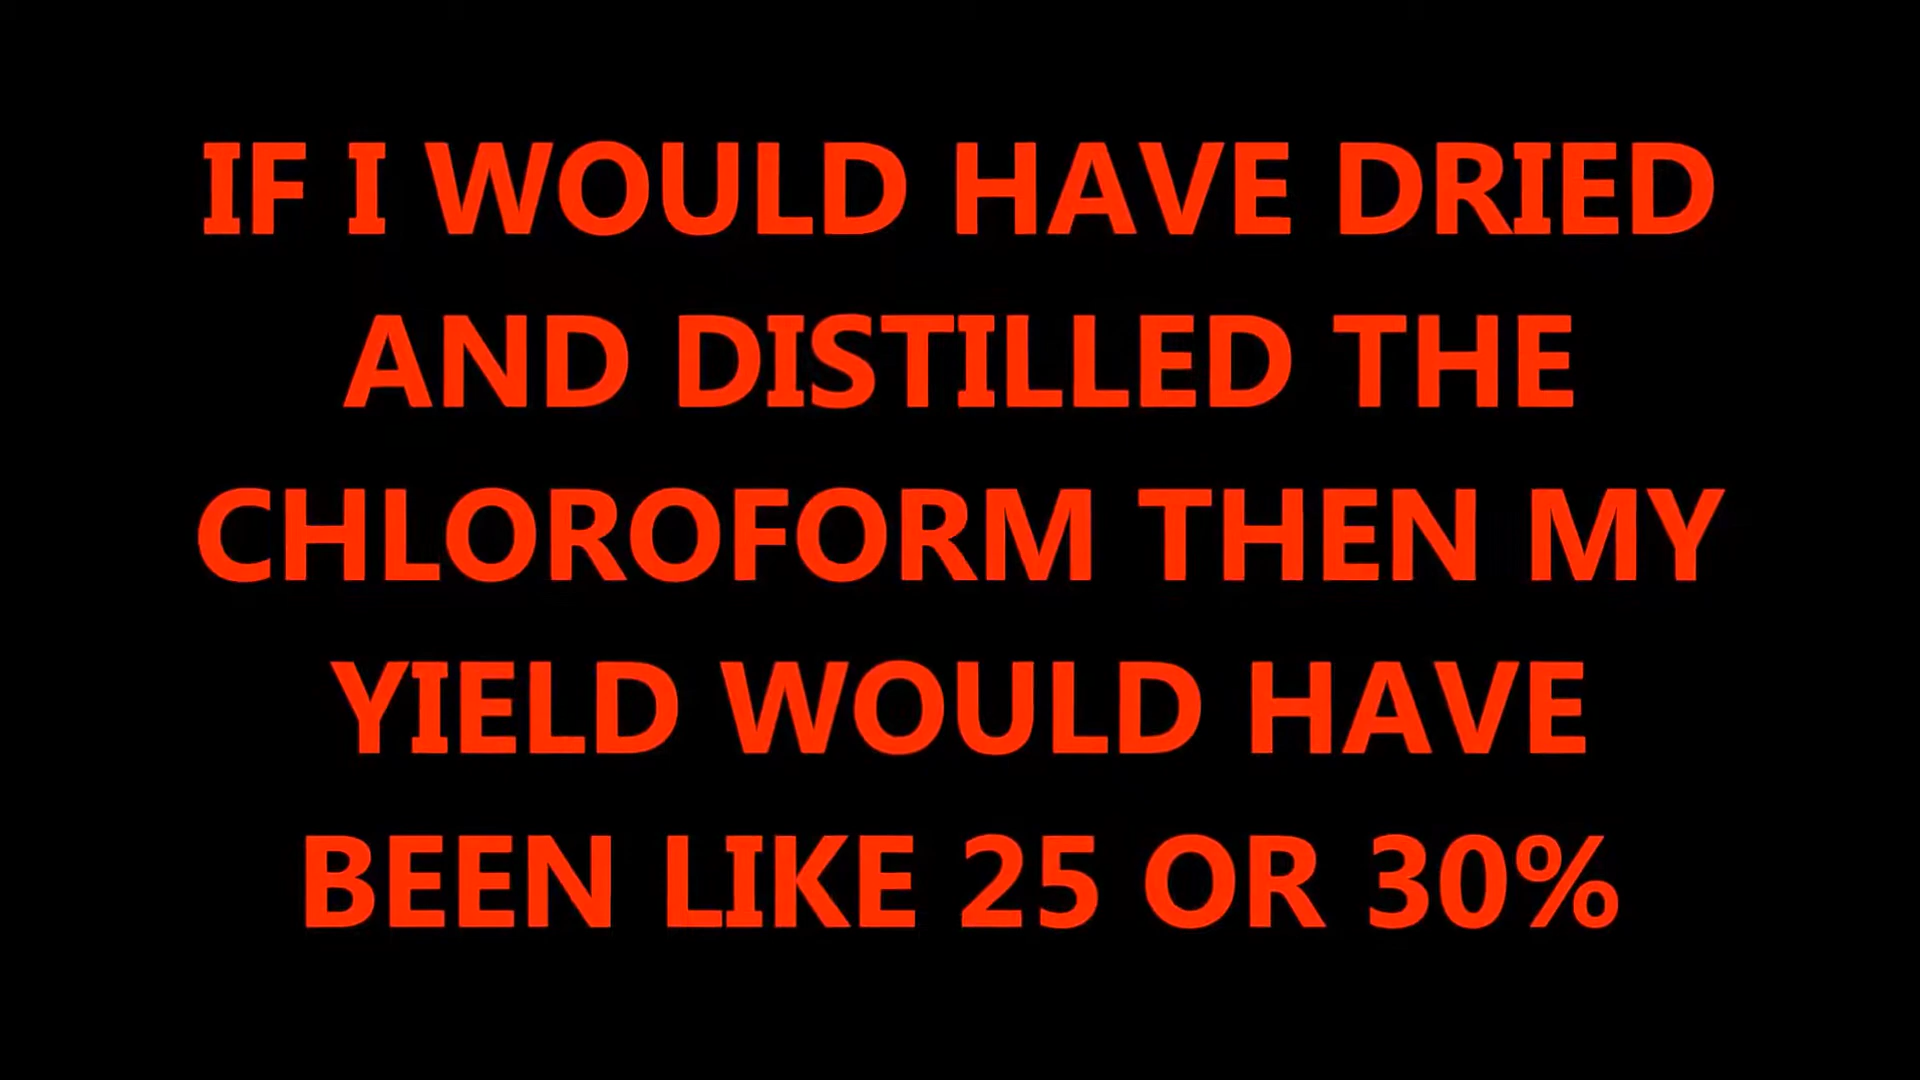 IF I WOULD HAVE DRIED
AND DISTILLED THE
CHLOROFORM THEN MY
YIELD WOULD HAVE
BEEN LIKE 25 OR 30%